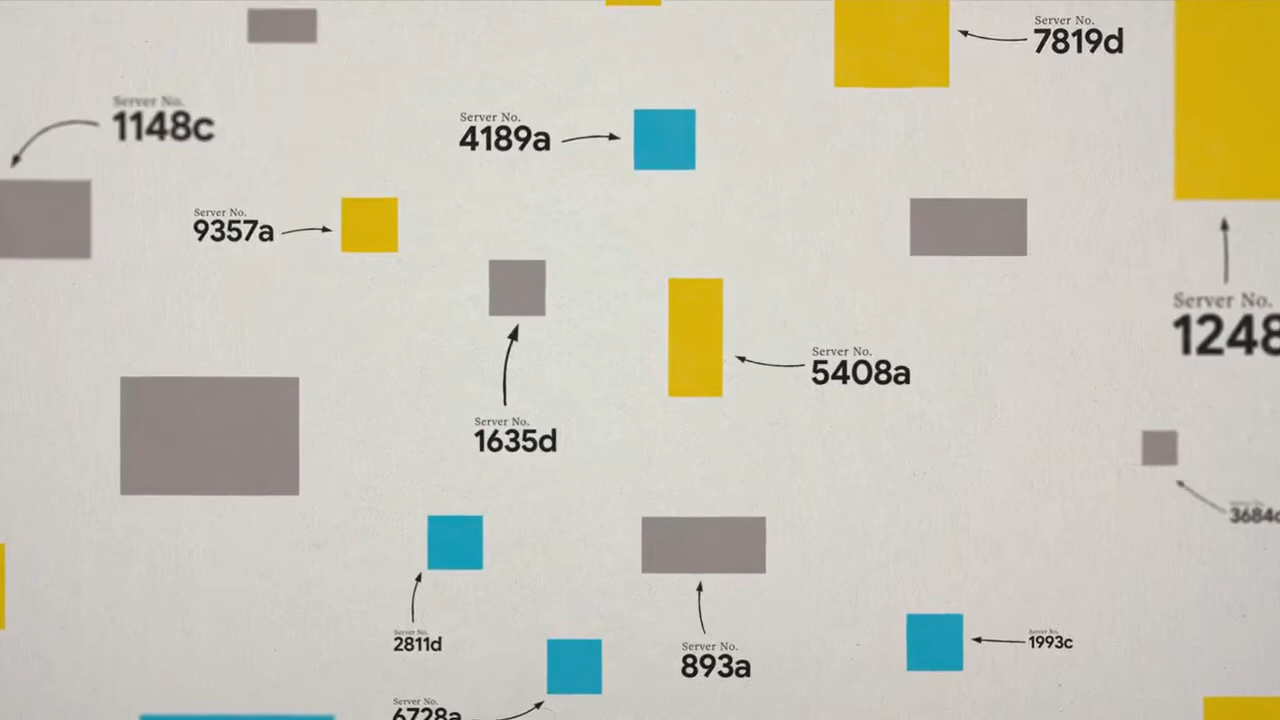 Server No.
7819d
Server No.
1148c
Server No.
4189a
Server No.
9357a
Server No.
1248
Server No.
5408a
Server No.
1635d
Server No.
2811d
Server No.
1993c
Server No.
893a
Server No.
6728a